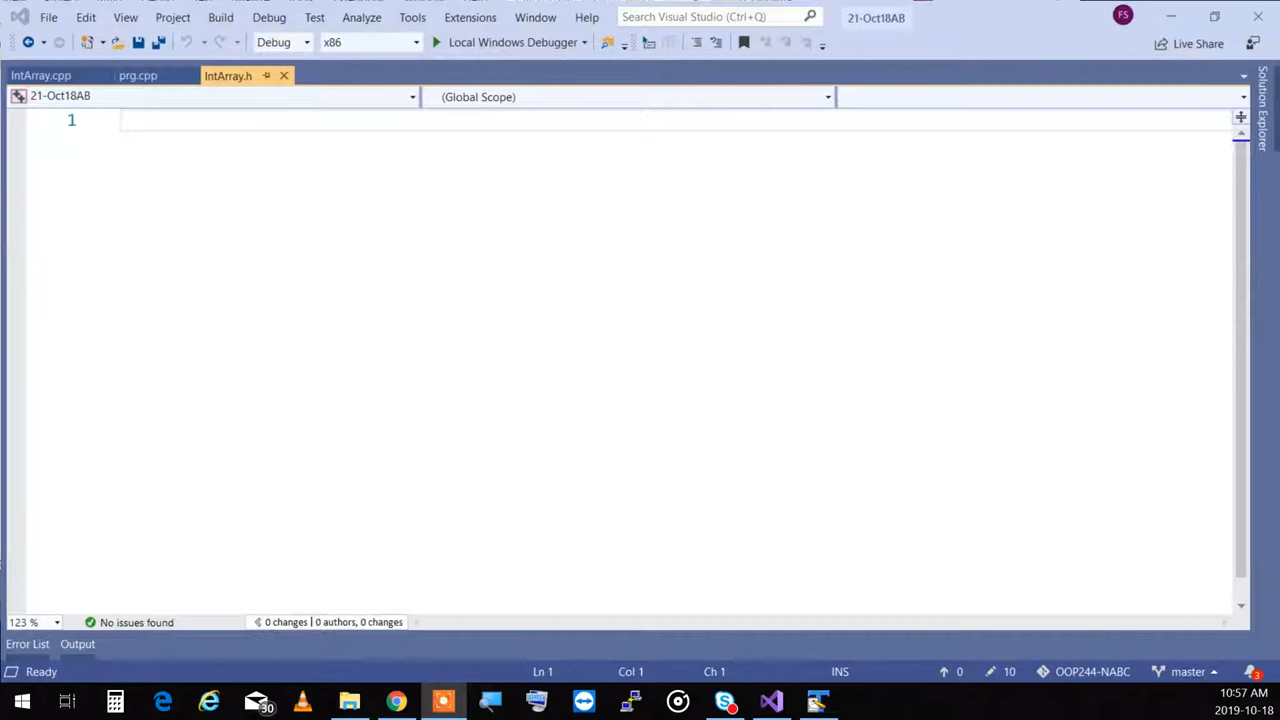 File Edit View Project Build Debug Test Analyze Tools Extensions Window Help Search Visual Studio (Ctrl+Q) 21-Oct18AB FS
Debug x86 Local Windows Debugger Live Share
IntArray.cpp prg.cpp IntArray.h
21-Oct18AB (Global Scope)
Solution Explorer
1
123 % No issues found 0 changes | 0 authors, 0 changes
Error List Output
Ready Ln 1 Col 1 Ch 1 INS 0 10 OOP244-NABC master 3
30
10:57 AM
2019-10-18